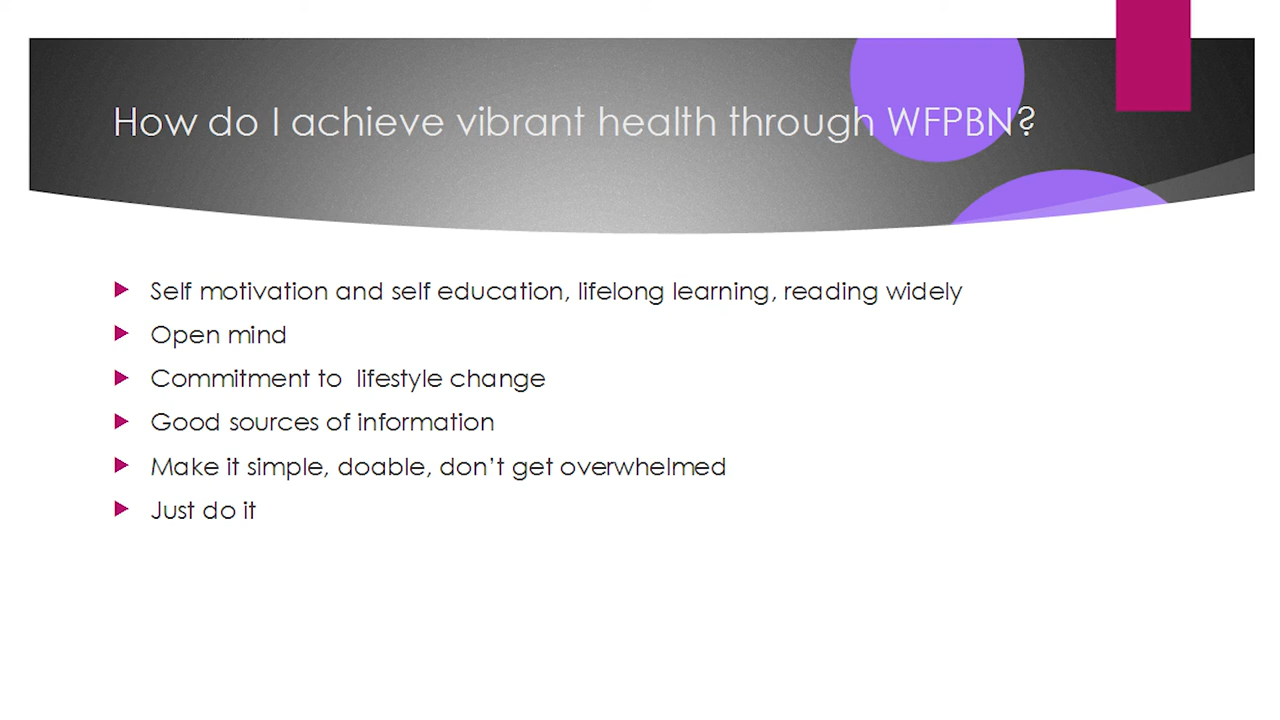 How do I achieve vibrant health through WFPBN?
Self motivation and self education, lifelong learning, reading widely
Open mind
Commitment to  lifestyle change
Good sources of information
Make it simple, doable, don’t get overwhelmed
Just do it